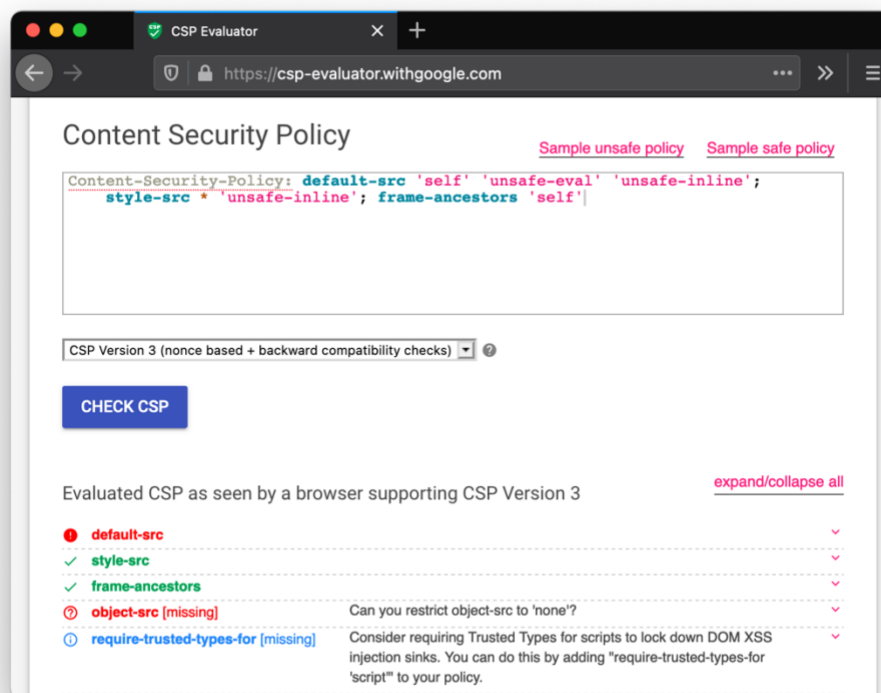 CSP Evaluator
https://csp-evaluator.withgoogle.com
Content Security Policy
Sample unsafe policy
Sample safe policy
Content-Security-Policy: default-src 'self' 'unsafe-eval' 'unsafe-inline';
style-src * 'unsafe-inline'; frame-ancestors 'self'
CSP Version 3 (nonce based + backward compatibility checks)
CHECK CSP
Evaluated CSP as seen by a browser supporting CSP Version 3
expand/collapse all
default-src
style-src
frame-ancestors
object-src [missing]
Can you restrict object-src to 'none'?
require-trusted-types-for [missing]
Consider requiring Trusted Types for scripts to lock down DOM XSS
injection sinks. You can do this by adding "require-trusted-types-for
'script'" to your policy.